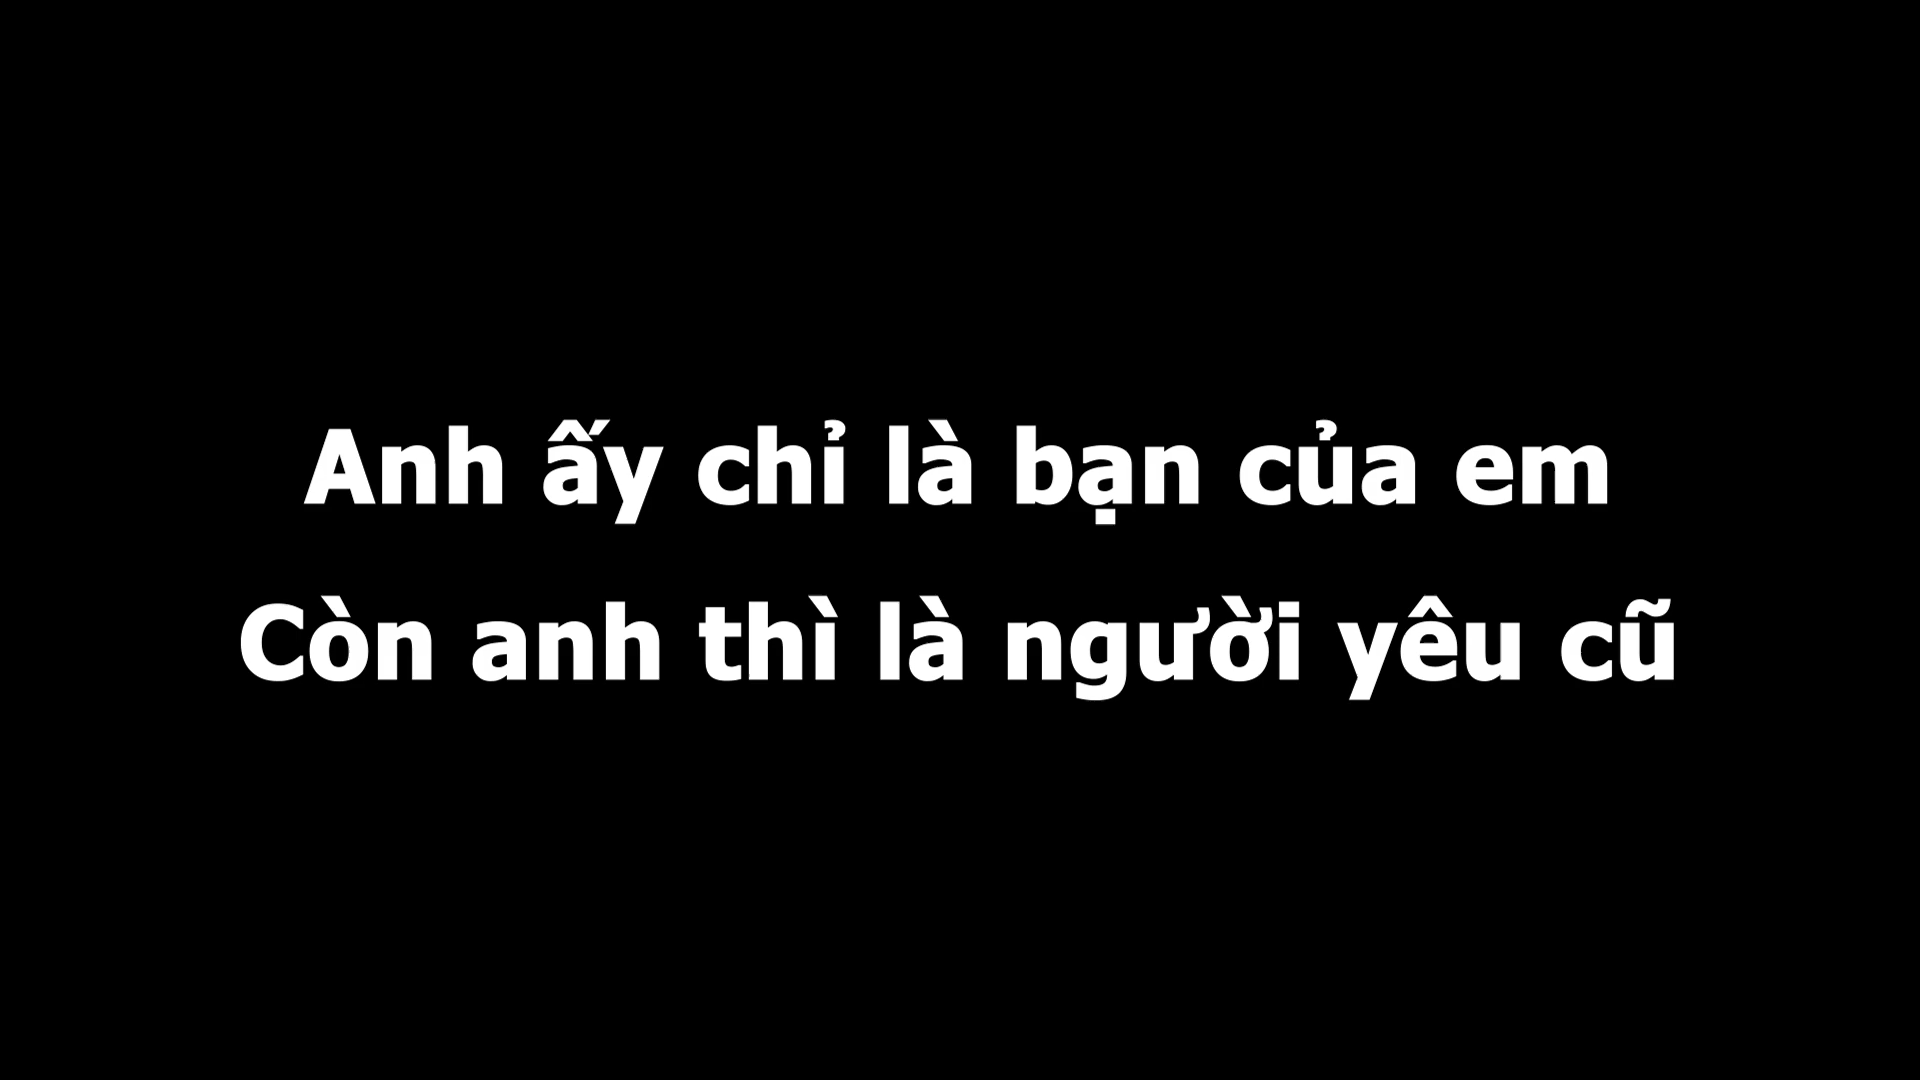 Anh ấy chỉ là bạn của em
Còn anh thì là người yêu cũ